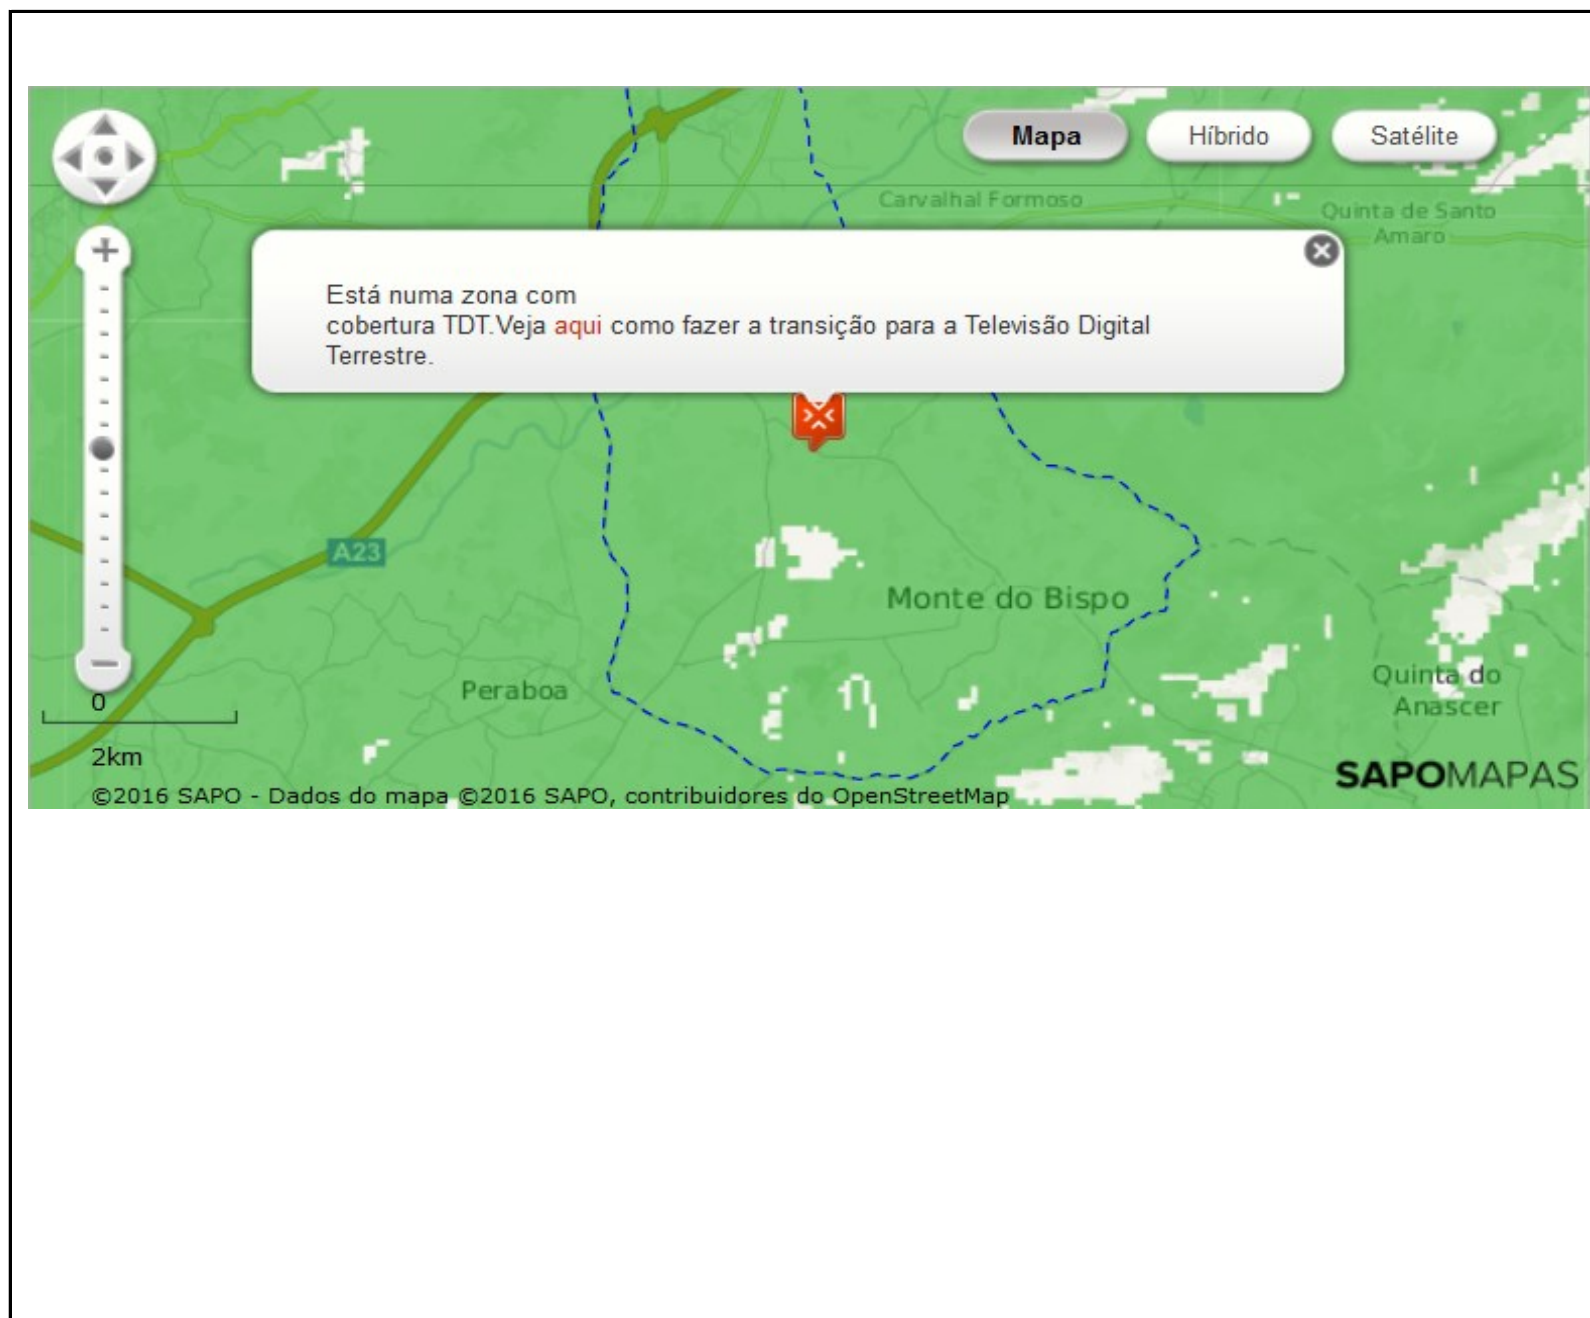 Mapa
Híbrido
Satélite
Carvalhal Formoso
Quinta de Santo
Amaro
Está numa zona com
cobertura TDT.Veja aqui como fazer a transição para a Televisão Digital
Terrestre.
A23
Monte do Bispo
Peraboa
Quinta do
Anascer
0
2km
SAPOMAPAS
©2016 SAPO - Dados do mapa ©2016 SAPO, contribuidores do OpenStreetMap